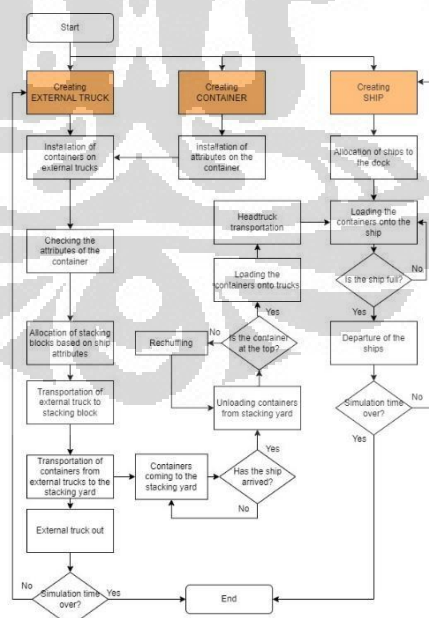 Start
Creating
EXTERNAL TRUCK
Creating
CONTAINER
Creating
SHIP
Installation of
containers on
external trucks
Installation of
attributes on the
container
Allocation of ships to
the dock
Headtruck
transportation
Loading the
containers onto the
ship
Checking the
attributes of the
container
Loading the
containers onto trucks
Is the ship full?
No
Yes
Yes
Allocation of stacking
blocks based on ship
attributes
Reshuffing
No
Is the container
at the top?
Departure of the
ships
Transportation of
external truck to
stacking block
Unloading containers
from stacking yard
Simulation time
over?
No
Yes
Yes
Transportation of
containers from
external trucks to the
stacking yard
Containers
coming to the
stacking yard
Has the ship
arrived?
No
External truck out
No
Simulation time
over?
Yes
End